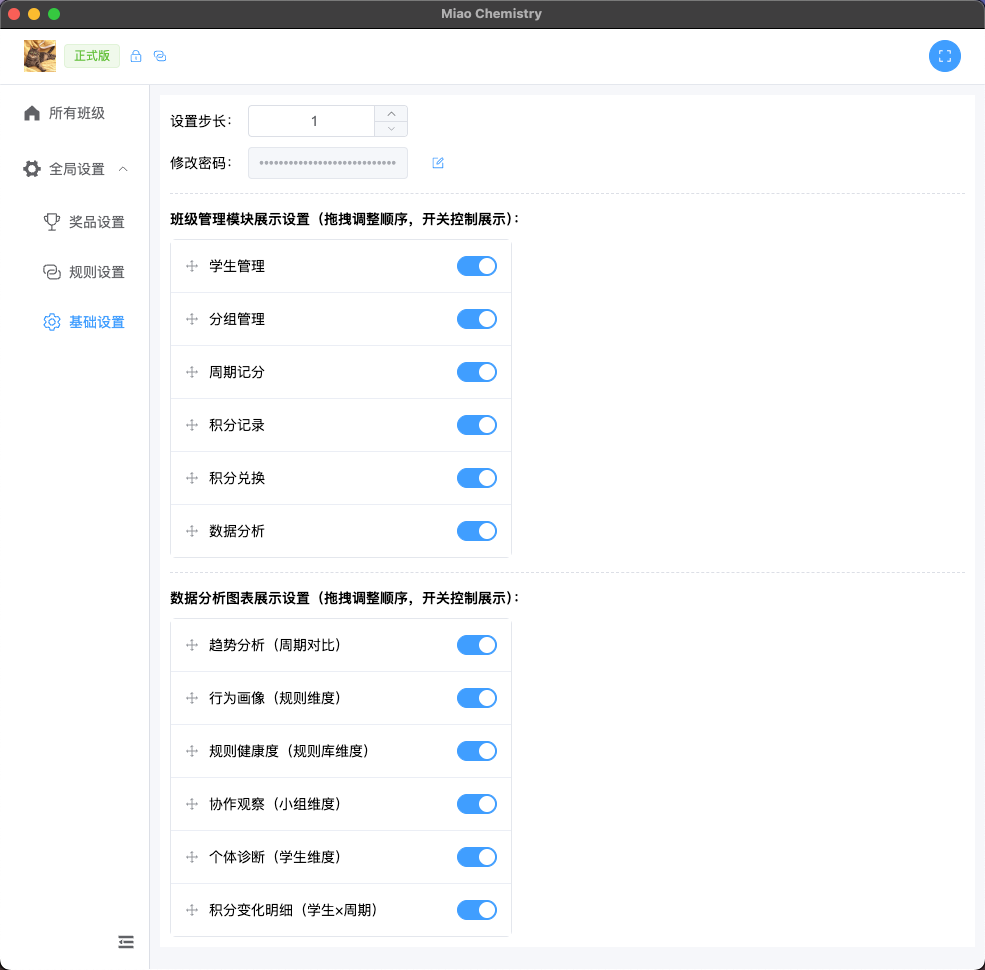 Miao Chemistry
正式版
所有班级
全局设置
奖品设置
规则设置
基础设置
设置步长：
1
修改密码：
班级管理模块展示设置（拖拽调整顺序，开关控制展示）：
学生管理
分组管理
周期记分
积分记录
积分兑换
数据分析
数据分析图表展示设置（拖拽调整顺序，开关控制展示）：
趋势分析（周期对比）
行为画像（规则维度）
规则健康度（规则库维度）
协作观察（小组维度）
个体诊断（学生维度）
积分变化明细（学生×周期）